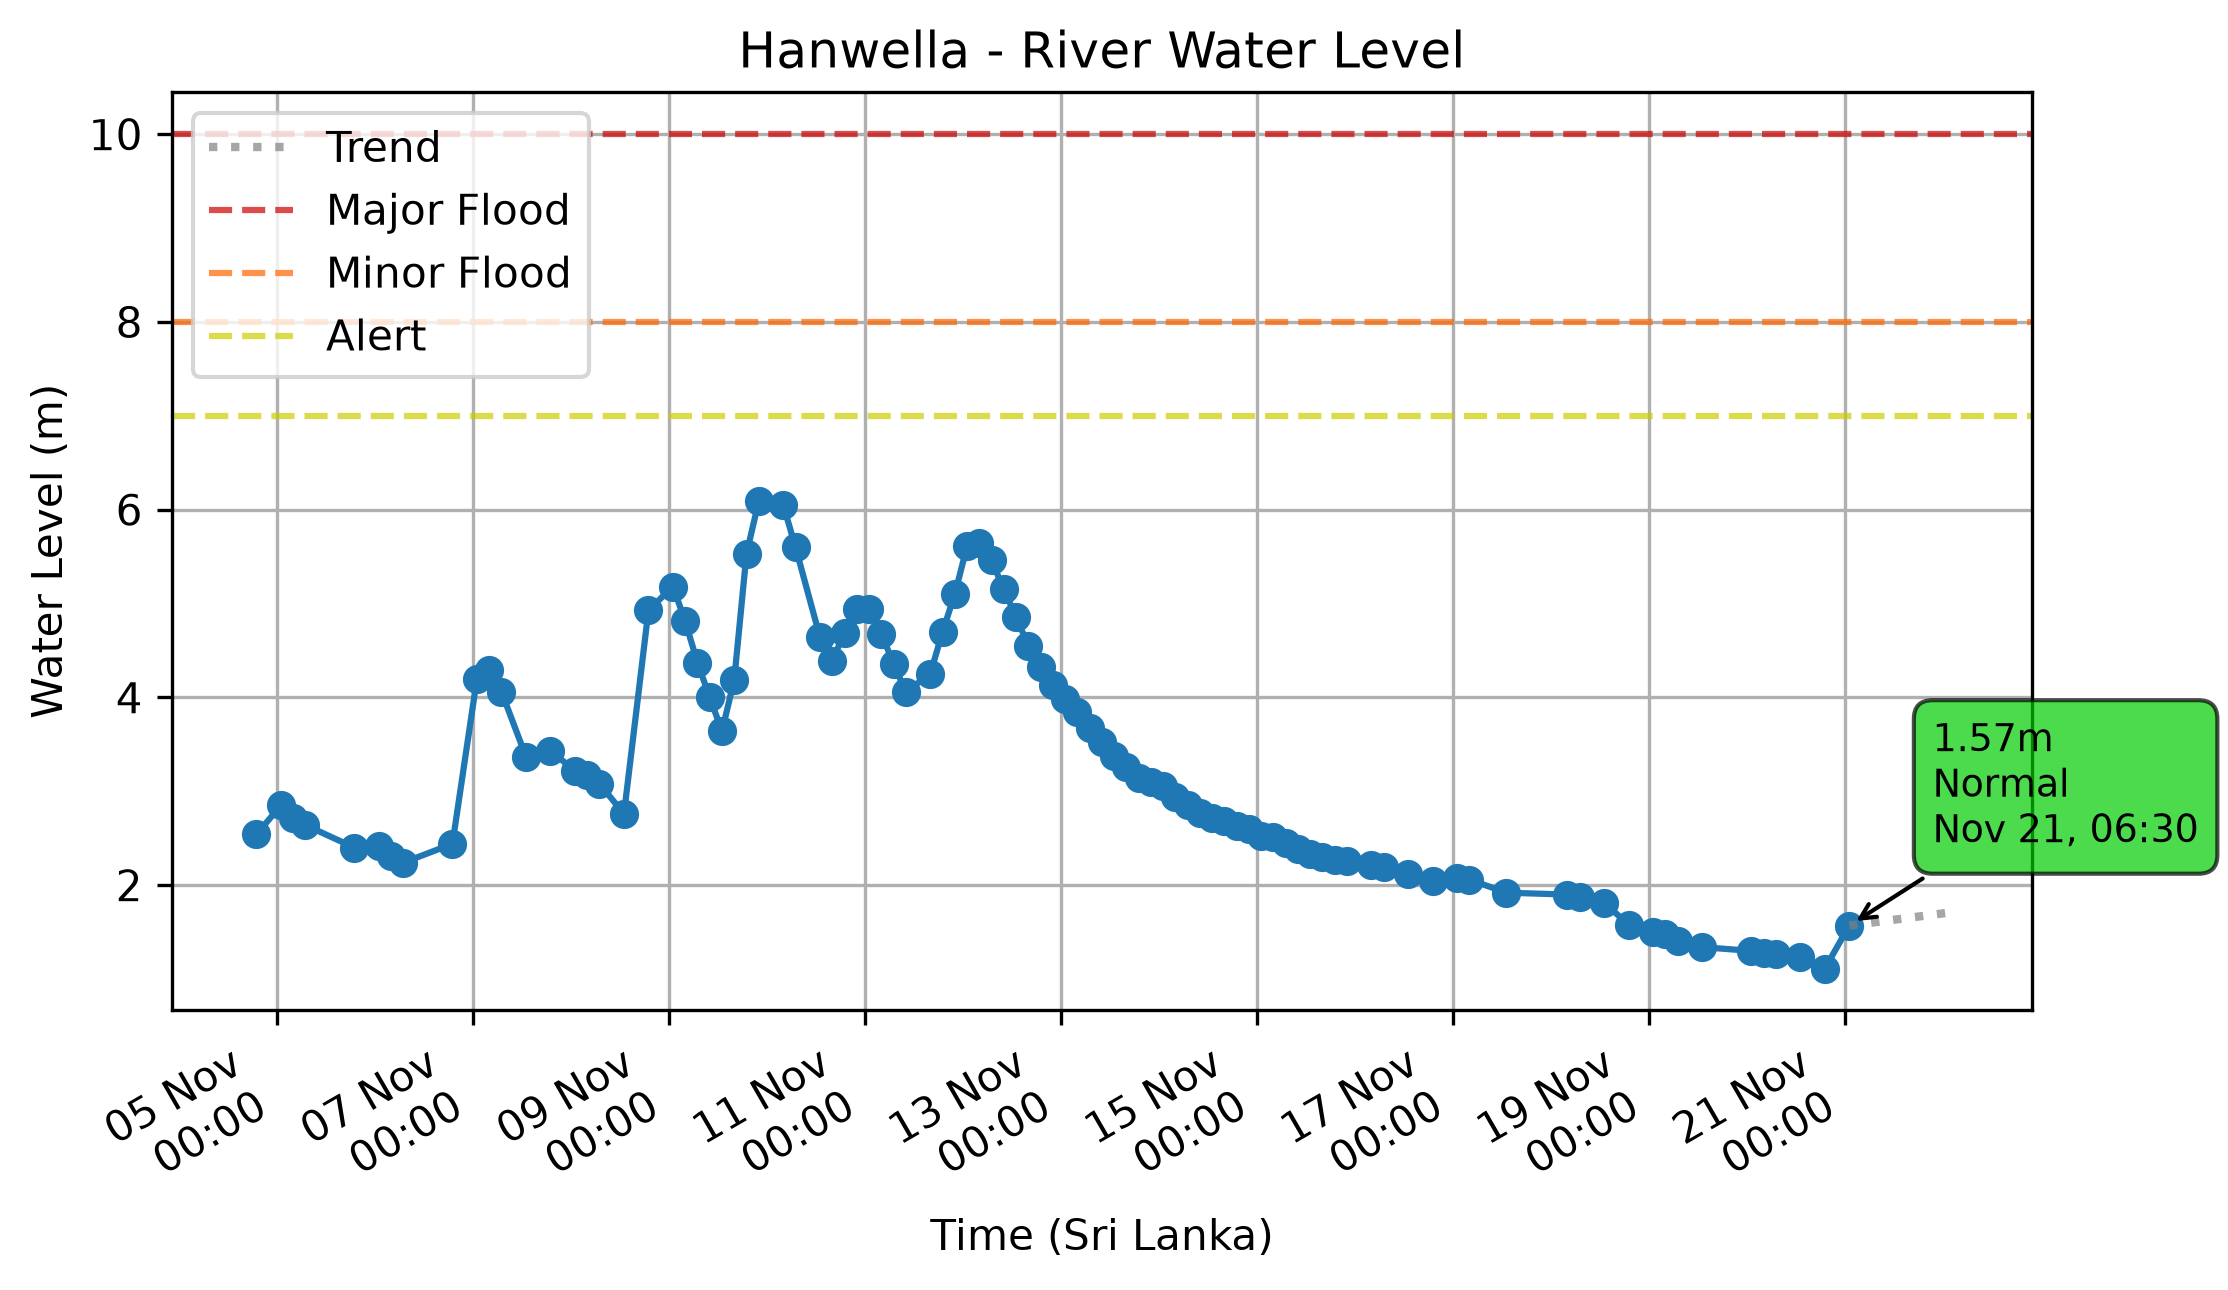 Hanwella - River Water Level
Trend
Major Flood
Minor Flood
Alert
Water Level (m)
10
8
6
4
2
1.57m
Normal
Nov 21, 06:30
05 Nov
00:00
07 Nov
00:00
09 Nov
00:00
11 Nov
00:00
13 Nov
00:00
15 Nov
00:00
17 Nov
00:00
19 Nov
00:00
21 Nov
00:00
Time (Sri Lanka)